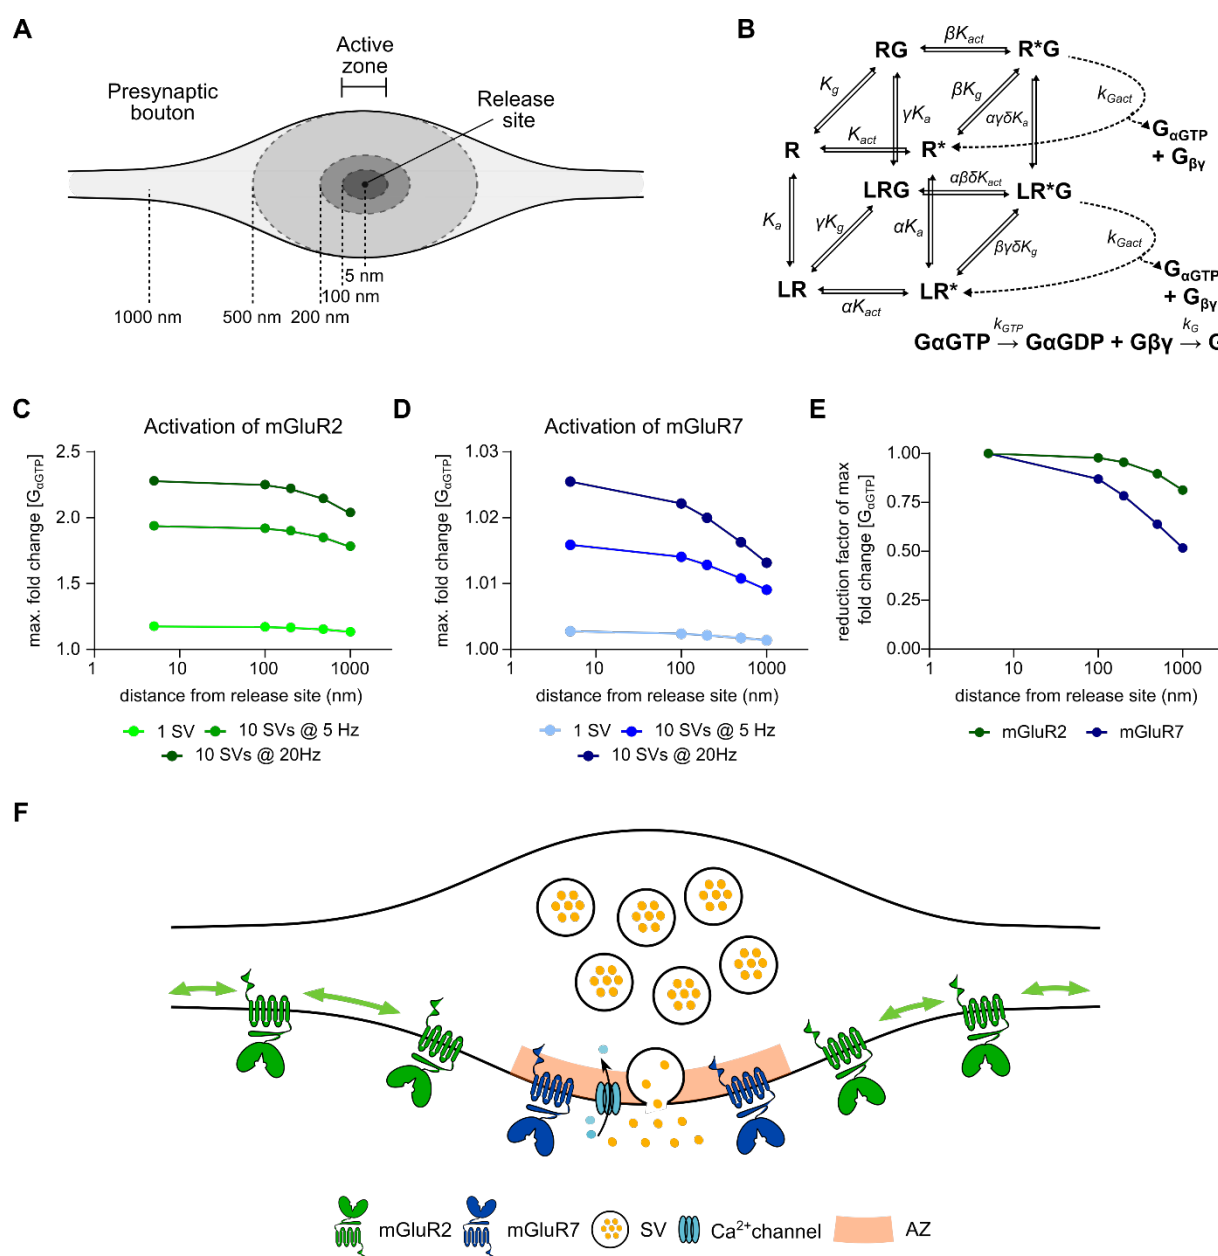 A
Active
zone
Presynaptic
bouton
Release
site
5 nm
100 nm
1000 nm
500 nm
200 nm
B
RG
βKact
R*G
Kg
βKg
kGact
γKa
αγδKa
GαGTP
+ Gβγ
R
Kact
R*
LRG
αβδKact
LR*G
Ka
γKg
αKa
βγδKg
kGact
GαGTP
+ Gβγ
LR
αKact
LR*
kGTP
kG
GαGTP → GαGDP + Gβγ → G
C
Activation of mGluR2
max. fold change [GαGTP]
2.5
2.0
1.5
1.0
1
10
100
1000
distance from release site (nm)
1 SV
10 SVs @ 5 Hz
10 SVs @ 20Hz
D
Activation of mGluR7
max. fold change [GαGTP]
1.03
1.02
1.01
1.00
1
10
100
1000
distance from release site (nm)
1 SV
10 SVs @ 5 Hz
10 SVs @ 20Hz
E
reduction factor of max
fold change [GαGTP]
1.00
0.75
0.50
0.25
0.00
1
10
100
1000
distance from release site (nm)
mGluR2
mGluR7
F
mGluR2
mGluR7
SV
Ca2+channel
AZ